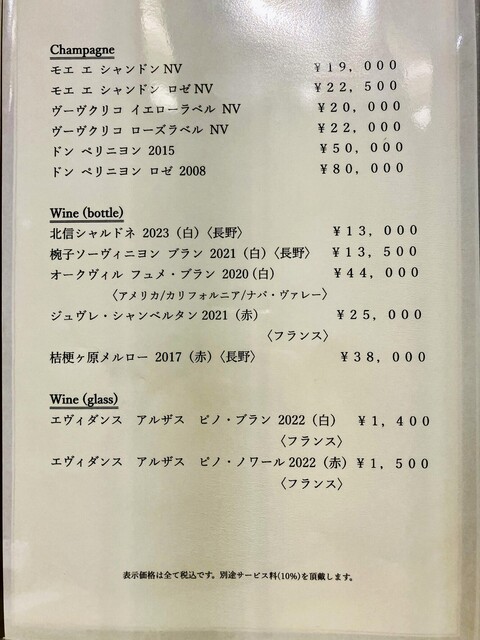 Champagne
モエ エ シャンドン NV ￥19，000
モエ エ シャンドン ロゼ NV ￥22，500
ヴーヴクリコ イエローラベル NV ￥20，000
ヴーヴクリコ ローズラベル NV ￥22，000
ドン ペリニヨン 2015 ￥50，000
ドン ペリニヨン ロゼ 2008 ￥80，000
Wine (bottle)
北信シャルドネ 2023（白）〈長野〉 ￥13，000
椀子ソーヴィニヨン ブラン 2021（白）〈長野〉 ￥13，500
オークヴィル フュメ・ブラン 2020（白） ￥44，000
〈アメリカ/カリフォルニア/ナパ・ヴァレー〉
ジュヴレ・シャンベルタン 2021（赤） ￥25，000
〈フランス〉
桔梗ヶ原メルロー 2017（赤）〈長野〉 ￥38，000
Wine (glass)
エヴィダンス アルザス ピノ・ブラン 2022（白） ￥1，400
〈フランス〉
エヴィダンス アルザス ピノ・ノワール 2022（赤） ￥1，500
〈フランス〉
表示価格は全て税込です。別途サービス料(10%)を頂戴します。